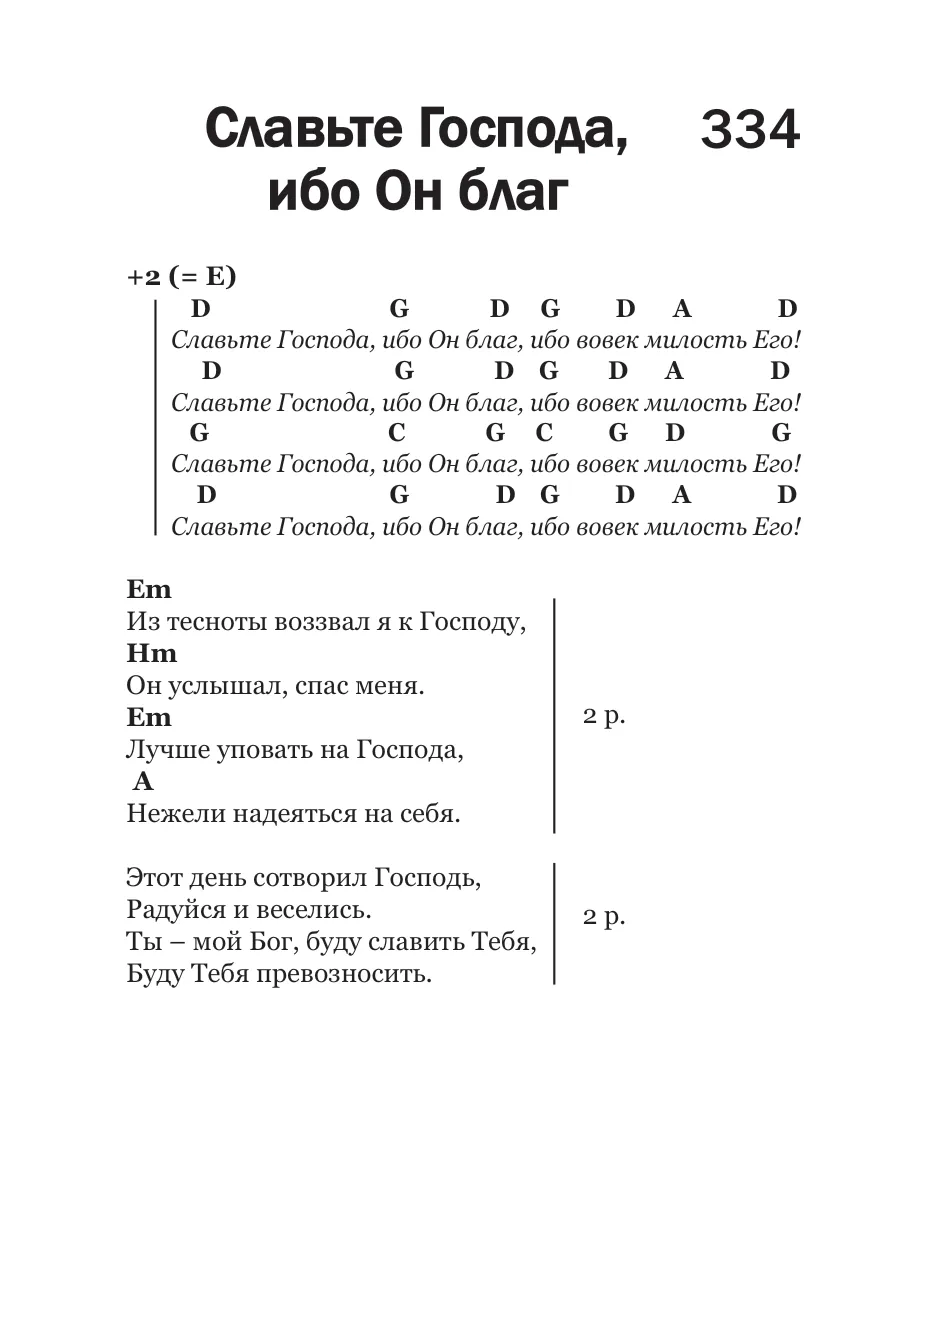 Славьте Господа, 334
ибо Он благ
+2 (= E)
D G D G D A D
Славьте Господа, ибо Он благ, ибо вовек милость Его!
D G D G D A D
Славьте Господа, ибо Он благ, ибо вовек милость Его!
G C G C G D G
Славьте Господа, ибо Он благ, ибо вовек милость Его!
D G D G D A D
Славьте Господа, ибо Он благ, ибо вовек милость Его!
Em
Из тесноты воззвал я к Господу,
Hm
Он услышал, спас меня.
Em
2 р.
Лучше уповать на Господа,
A
Нежели надеяться на себя.
Этот день сотворил Господь,
Радуйся и веселись.
2 р.
Ты – мой Бог, буду славить Тебя,
Буду Тебя превозносить.